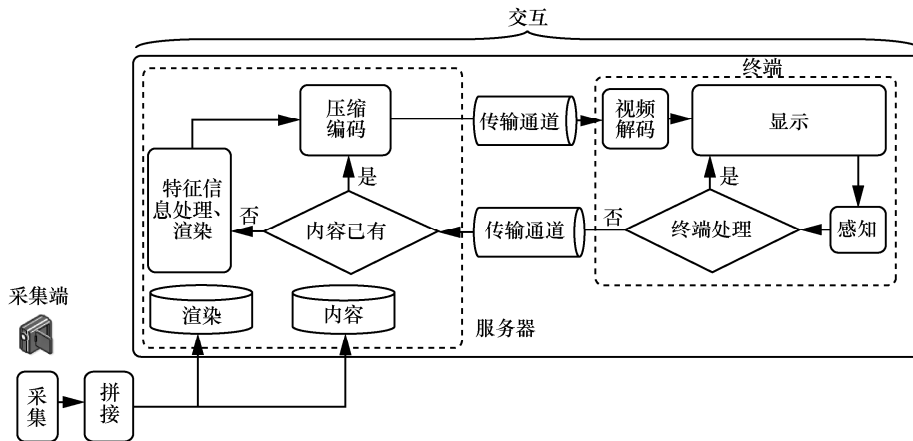 交互
终端
压缩
编码
传输通道
视频
解码
显示
特征信
息处理、
渲染
是
否
内容已有
传输通道
否
是
终端处理
感知
采集端
渲染
内容
服务器
采
集
拼
接